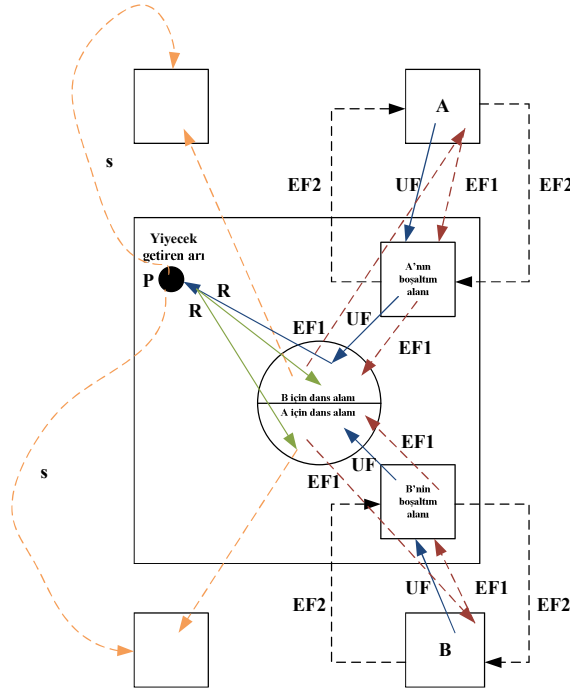 A
s
EF2
UF
EF1
EF2
Yiyecek
getiren arı
P
A'nın
boşaltım
alanı
R
R
EF1
UF
EF1
B için dans alanı
A için dans alanı
EF1
UF
EF1
s
B'nin
boşaltım
alanı
UF
EF1
EF2
EF2
B